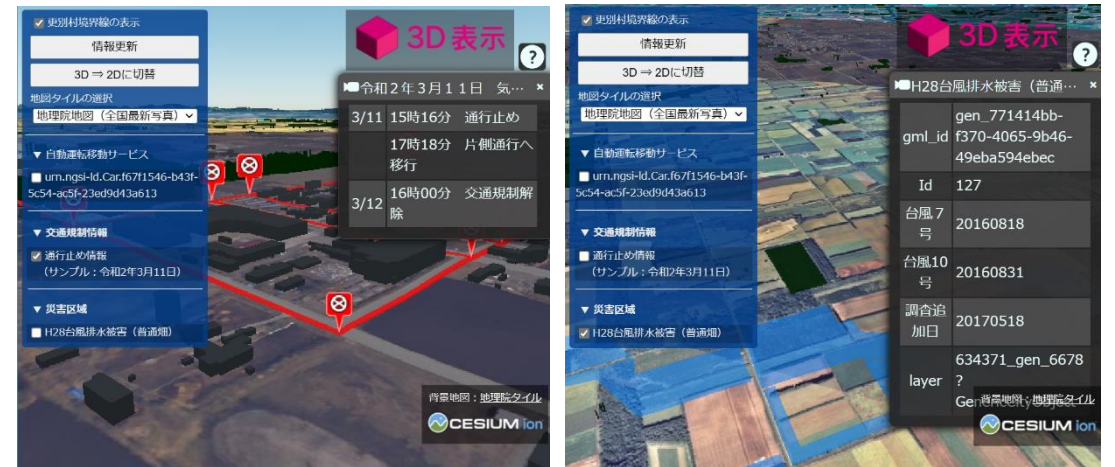 更別村境界線の表示
情報更新
3D ⇒ 2Dに切替
地図タイルの選択
地理院地図（全国最新写真）
▼ 自動運転移動サービス
urn.ngsi-ld.Car.f67f1546-b43f-
5c54-ac5f-23ed9d43a613
▼ 交通規制情報
通行止め情報
（サンプル：令和2年3月11日）
▼ 災害区域
H28台風排水被害（普通畑）
3D 表示
?
令和２年３月１１日 気… ×
3/11 15時16分 通行止め
17時18分 片側通行へ
移行
3/12 16時00分 交通規制解
除
背景地図：地理院タイル
CESIUM ion
更別村境界線の表示
情報更新
3D ⇒ 2Dに切替
地図タイルの選択
地理院地図（全国最新写真）
▼ 自動運転移動サービス
urn.ngsi-ld.Car.f67f1546-b43f-
5c54-ac5f-23ed9d43a613
▼ 交通規制情報
通行止め情報
（サンプル：令和2年3月11日）
▼ 災害区域
H28台風排水被害（普通畑）
3D 表示
?
H28台風排水被害（普通… ×
gml_id
gen_771414bb-
f370-4065-9b46-
49eba594ebec
Id 127
台風７
号
20160818
台風10
号
20160831
調査追
加日
20170518
layer
634371_gen_6678
?
背景地図：地理院タイル
CESIUM ion